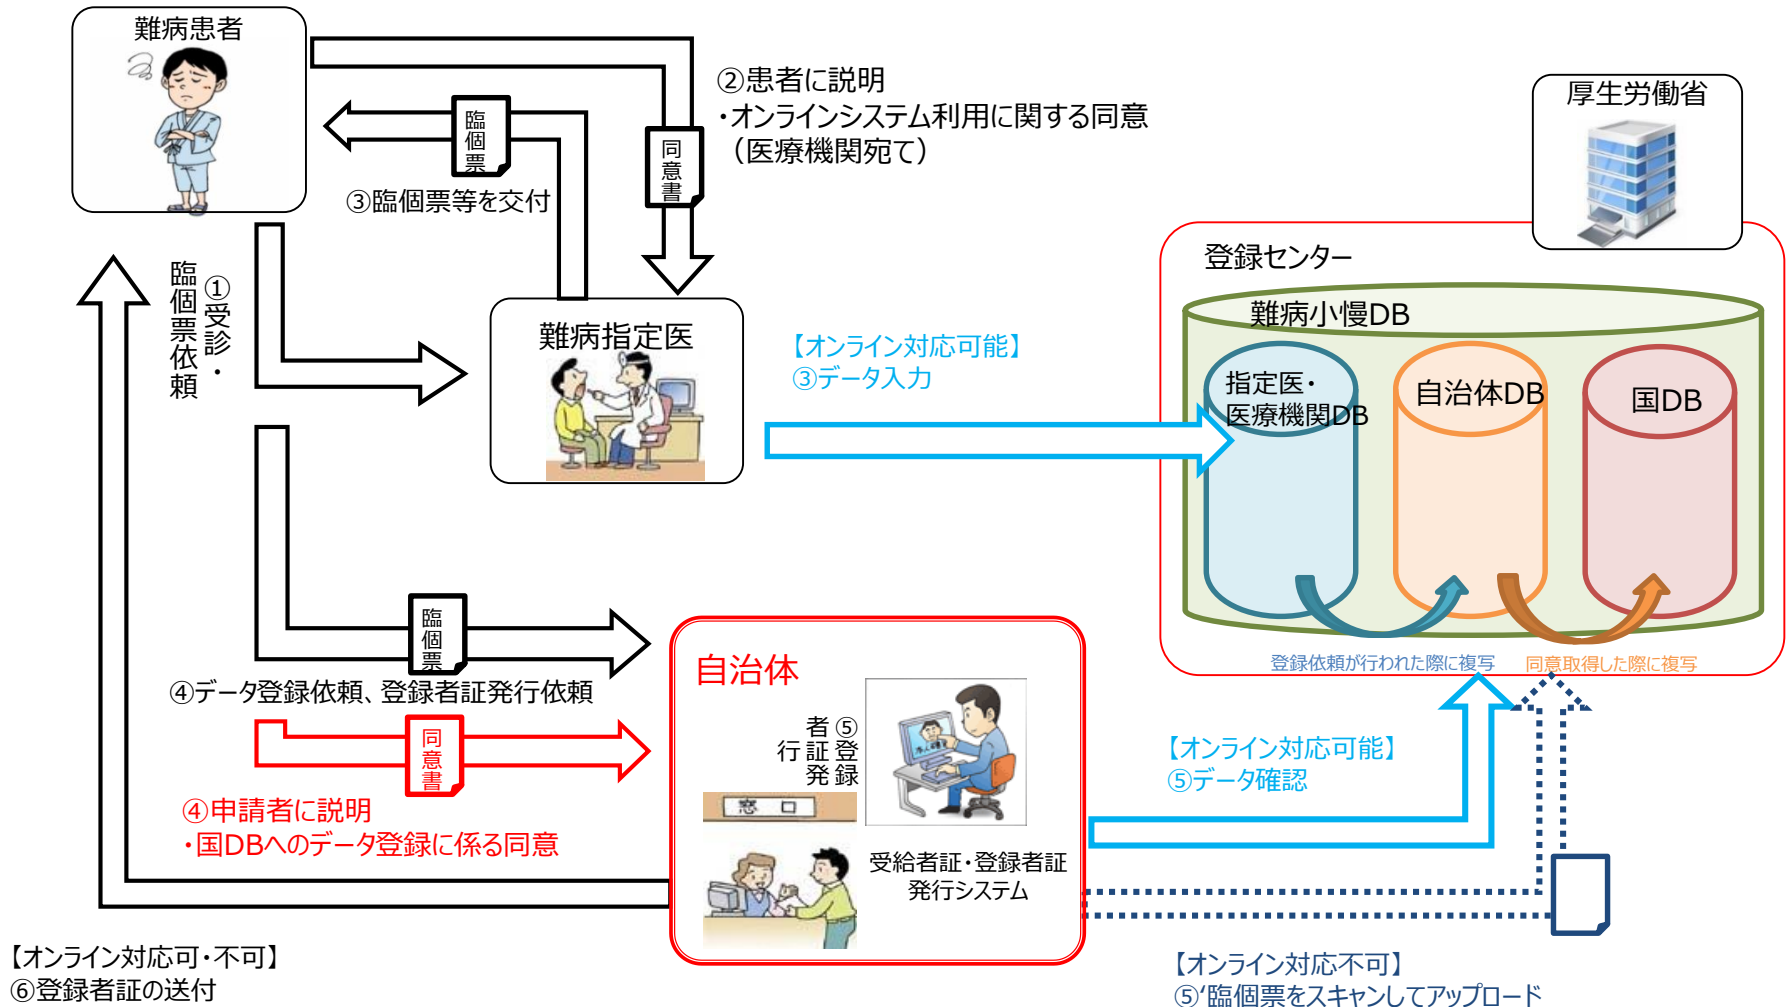 難病患者
②患者に説明
・オンラインシステム利用に関する同意
（医療機関宛て）
厚生労働省
臨個票
同意書
③臨個票等を交付
①受診・
臨個票依頼
難病指定医
【オンライン対応可能】
③データ入力
登録センター
難病小慢DB
指定医・
医療機関DB
自治体DB
国DB
登録依頼が行われた際に複写
同意取得した際に複写
臨個票
④データ登録依頼、登録者証発行依頼
同意書
④申請者に説明
・国DBへのデータ登録に係る同意
自治体
⑤登録
者証発
行
窓口
受給者証・登録者証
発行システム
【オンライン対応可能】
⑤データ確認
【オンライン対応可・不可】
⑥登録者証の送付
【オンライン対応不可】
⑤‘臨個票をスキャンしてアップロード